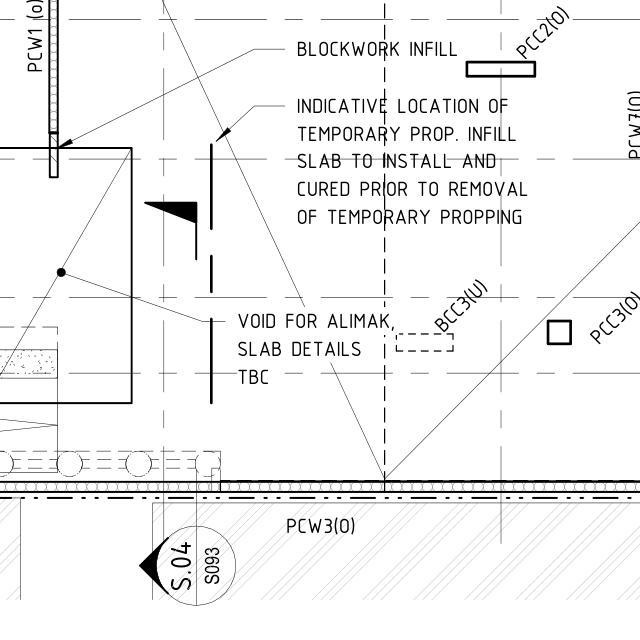 PCW1 (o)
BLOCKWORK INFILL
PCC2(O)
INDICATIVE LOCATION OF
TEMPORARY PROP. INFILL
SLAB TO INSTALL AND
CURED PRIOR TO REMOVAL
OF TEMPORARY PROPPING
PCW7(O)
BCC3(U)
PCC3(O)
VOID FOR ALIMAK,
SLAB DETAILS
TBC
PCW3(O)
S.04
S093